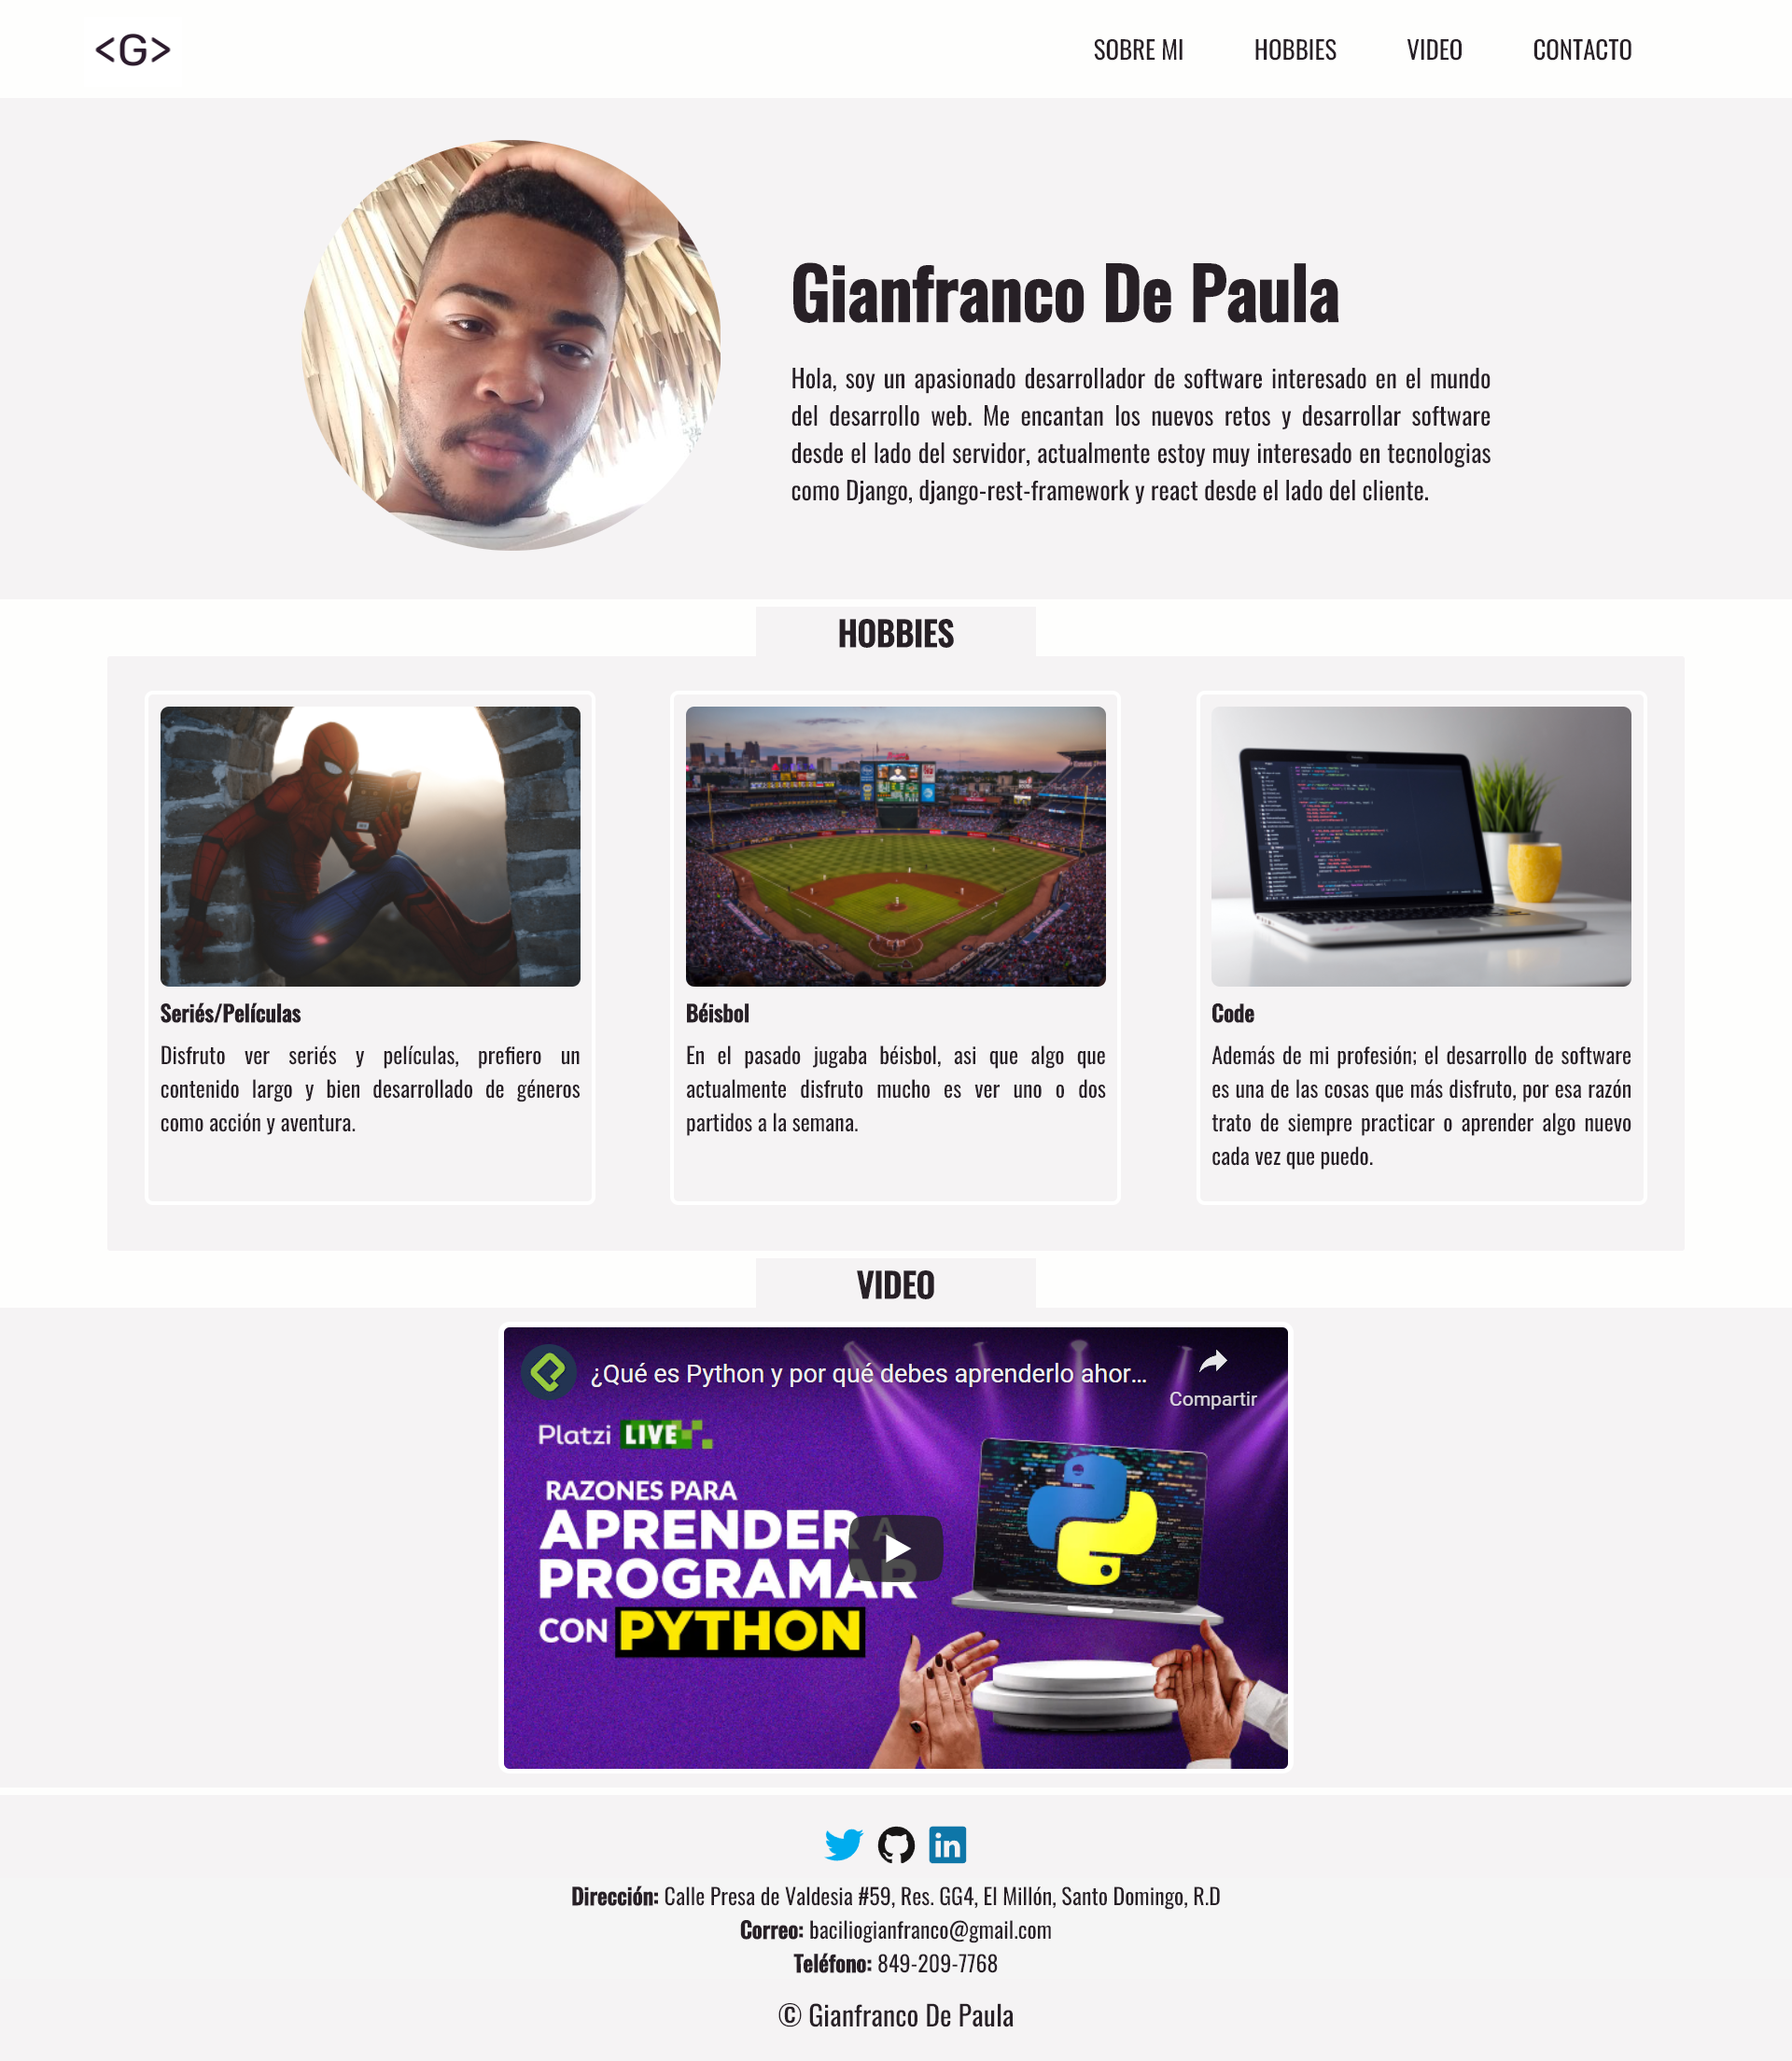 <G>
SOBRE MI HOBBIES VIDEO CONTACTO
Gianfranco De Paula
Hola, soy un apasionado desarrollador de software interesado en el mundo
del desarrollo web. Me encantan los nuevos retos y desarrollar software
desde el lado del servidor, actualmente estoy muy interesado en tecnologias
como Django, django-rest-framework y react desde el lado del cliente.
HOBBIES
Seriés/Películas
Disfruto ver seriés y películas, prefiero un
contenido largo y bien desarrollado de géneros
como acción y aventura.
Béisbol
En el pasado jugaba béisbol, asi que algo que
actualmente disfruto mucho es ver uno o dos
partidos a la semana.
Code
Además de mi profesión; el desarrollo de software
es una de las cosas que más disfruto, por esa razón
trato de siempre practicar o aprender algo nuevo
cada vez que puedo.
VIDEO
¿Qué es Python y por qué debes aprenderlo ahor...
Compartir
Platzi LIVE
RAZONES PARA
APRENDER A
PROGRAMAR
CON PYTHON
in
Dirección: Calle Presa de Valdesia #59, Res. GG4, El Millón, Santo Domingo, R.D
Correo: baciliogianfranco@gmail.com
Teléfono: 849-209-7768
© Gianfranco De Paula